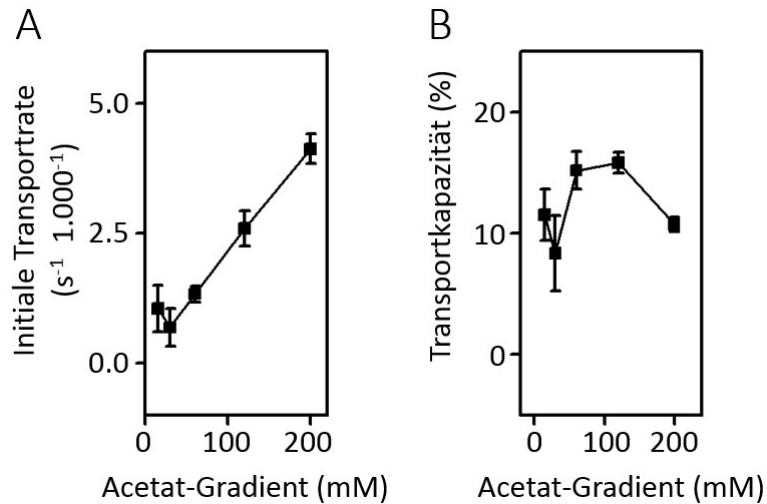 A
Initiale Transportrate
(s⁻¹ 1.000⁻¹)
5.0
2.5
0.0
0 100 200
Acetat-Gradient (mM)
B
Transportkapazität (%)
20
10
0
0 100 200
Acetat-Gradient (mM)